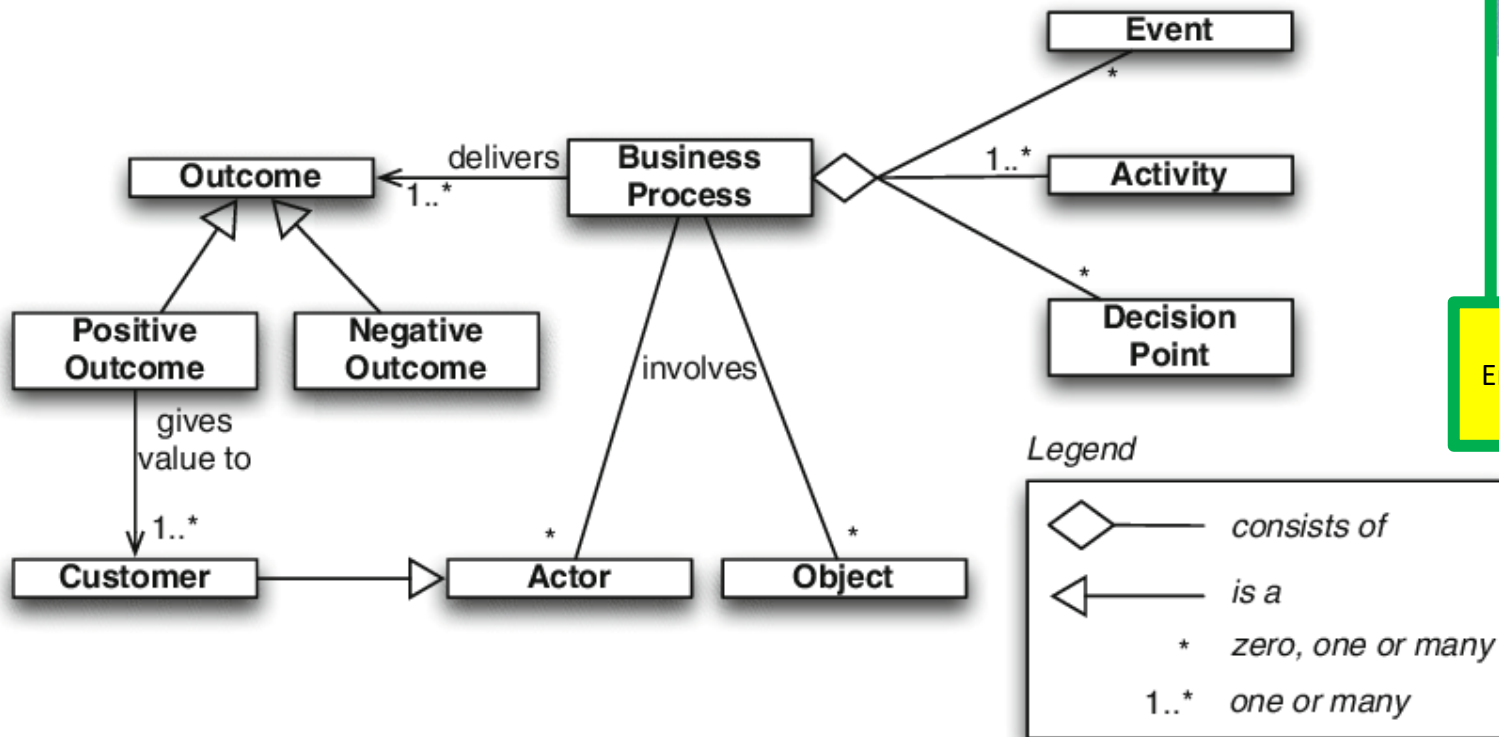 Event
*
delivers
Business
Process
1..*
Activity
Outcome
1..*
*
Positive
Outcome
Negative
Outcome
involves
Decision
Point
gives
value to
1..*
*
*
Customer
Actor
Object
Legend
consists of
is a
* zero, one or many
1..* one or many